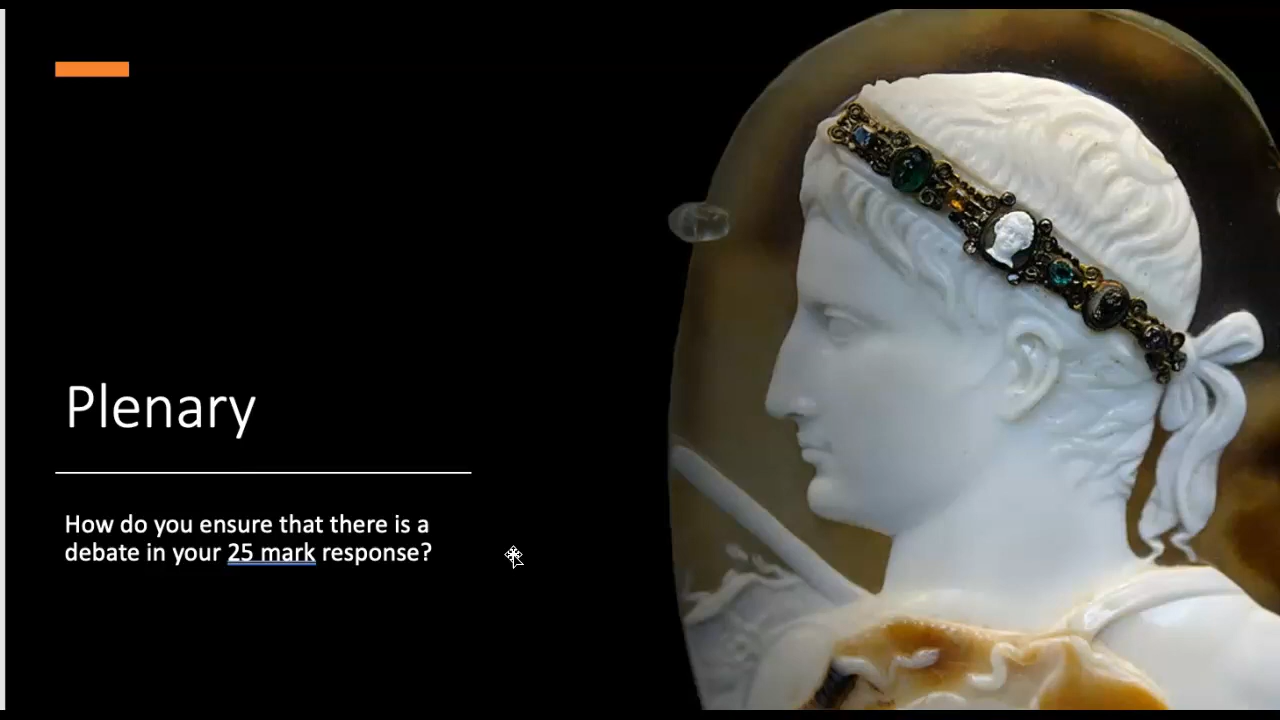 Plenary
How do you ensure that there is a
debate in your 25 mark response?